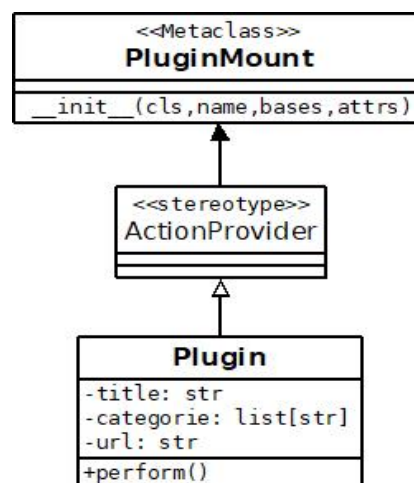 <<Metaclass>>
PluginMount
__init__(cls,name,bases,attrs)
<<stereotype>>
ActionProvider
Plugin
-title: str
-categorie: list[str]
-url: str
+perform()